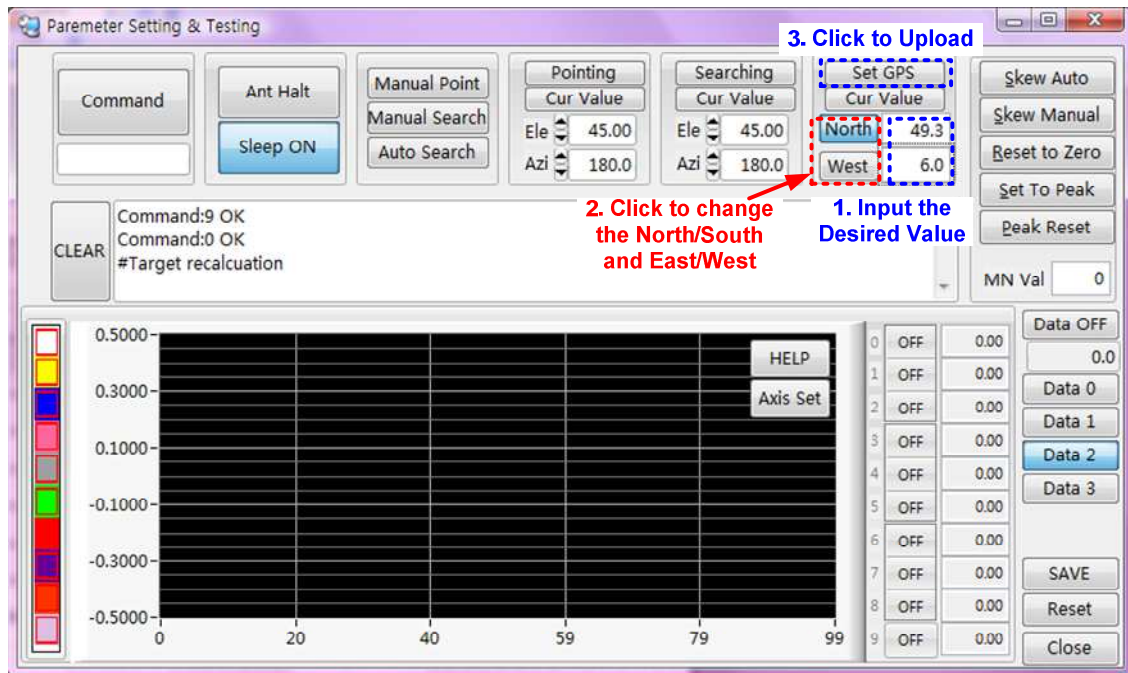 Paremeter Setting & Testing
3. Click to Upload
Command
Ant Halt
Sleep ON
Manual Point
Manual Search
Auto Search
Pointing
Cur Value
Ele 45.00
Azi 180.0
Searching
Cur Value
Ele 45.00
Azi 180.0
Set GPS
Cur Value
North 49.3
West 6.0
Skew Auto
Skew Manual
Reset to Zero
Set To Peak
Peak Reset
MN Val 0
2. Click to change
the North/South
and East/West
1. Input the
Desired Value
CLEAR
Command:9 OK
Command:0 OK
#Target recalcuation
0.5000
0.3000
0.1000
-0.1000
-0.3000
-0.5000
0 20 40 59 79 99
HELP
Axis Set
0 OFF 0.00
1 OFF 0.00
2 OFF 0.00
3 OFF 0.00
4 OFF 0.00
5 OFF 0.00
6 OFF 0.00
7 OFF 0.00
8 OFF 0.00
9 OFF 0.00
Data OFF
0.0
Data 0
Data 1
Data 2
Data 3
SAVE
Reset
Close